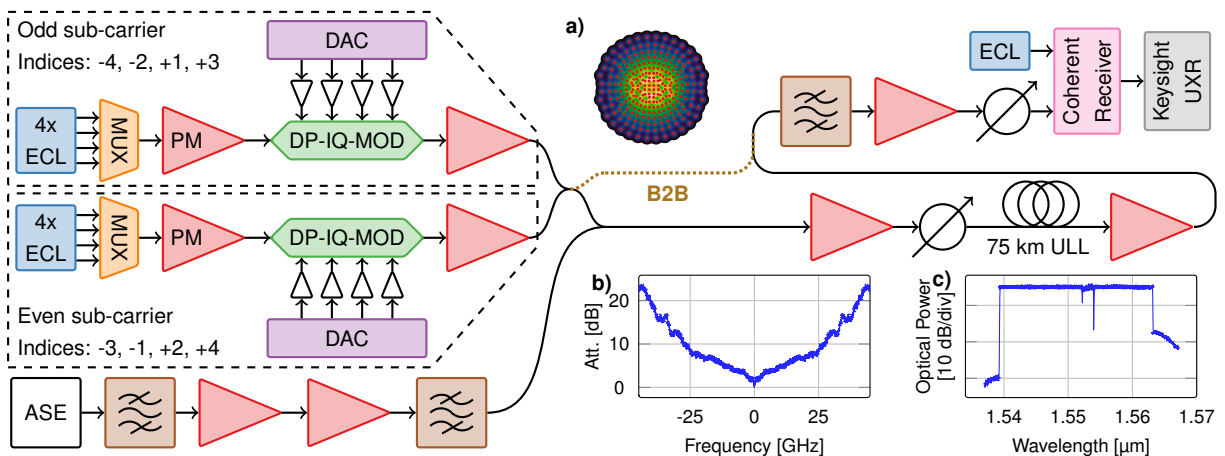 Odd sub-carrier
Indices: -4, -2, +1, +3
DAC
4x
ECL
MUX
PM
DP-IQ-MOD
4x
ECL
MUX
PM
DP-IQ-MOD
Even sub-carrier
Indices: -3, -1, +2, +4
DAC
ASE
a)
B2B
ECL
Coherent
Receiver
Keysight
UXR
75 km ULL
b)
Att. [dB]
20
10
0
-25
0
25
Frequency [GHz]
c)
Optical Power
[10 dB/div]
1.54
1.55
1.56
1.57
Wavelength [µm]